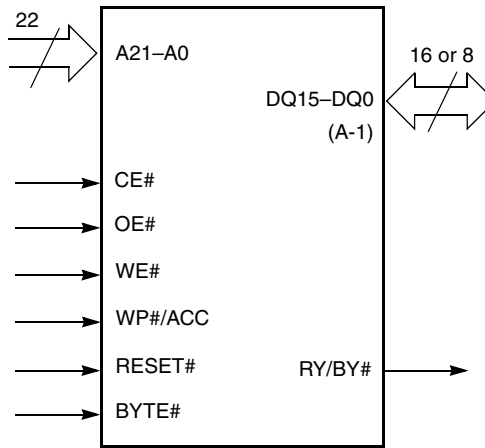 22
A21–A0
16 or 8
DQ15–DQ0
(A-1)
CE#
OE#
WE#
WP#/ACC
RESET#
RY/BY#
BYTE#